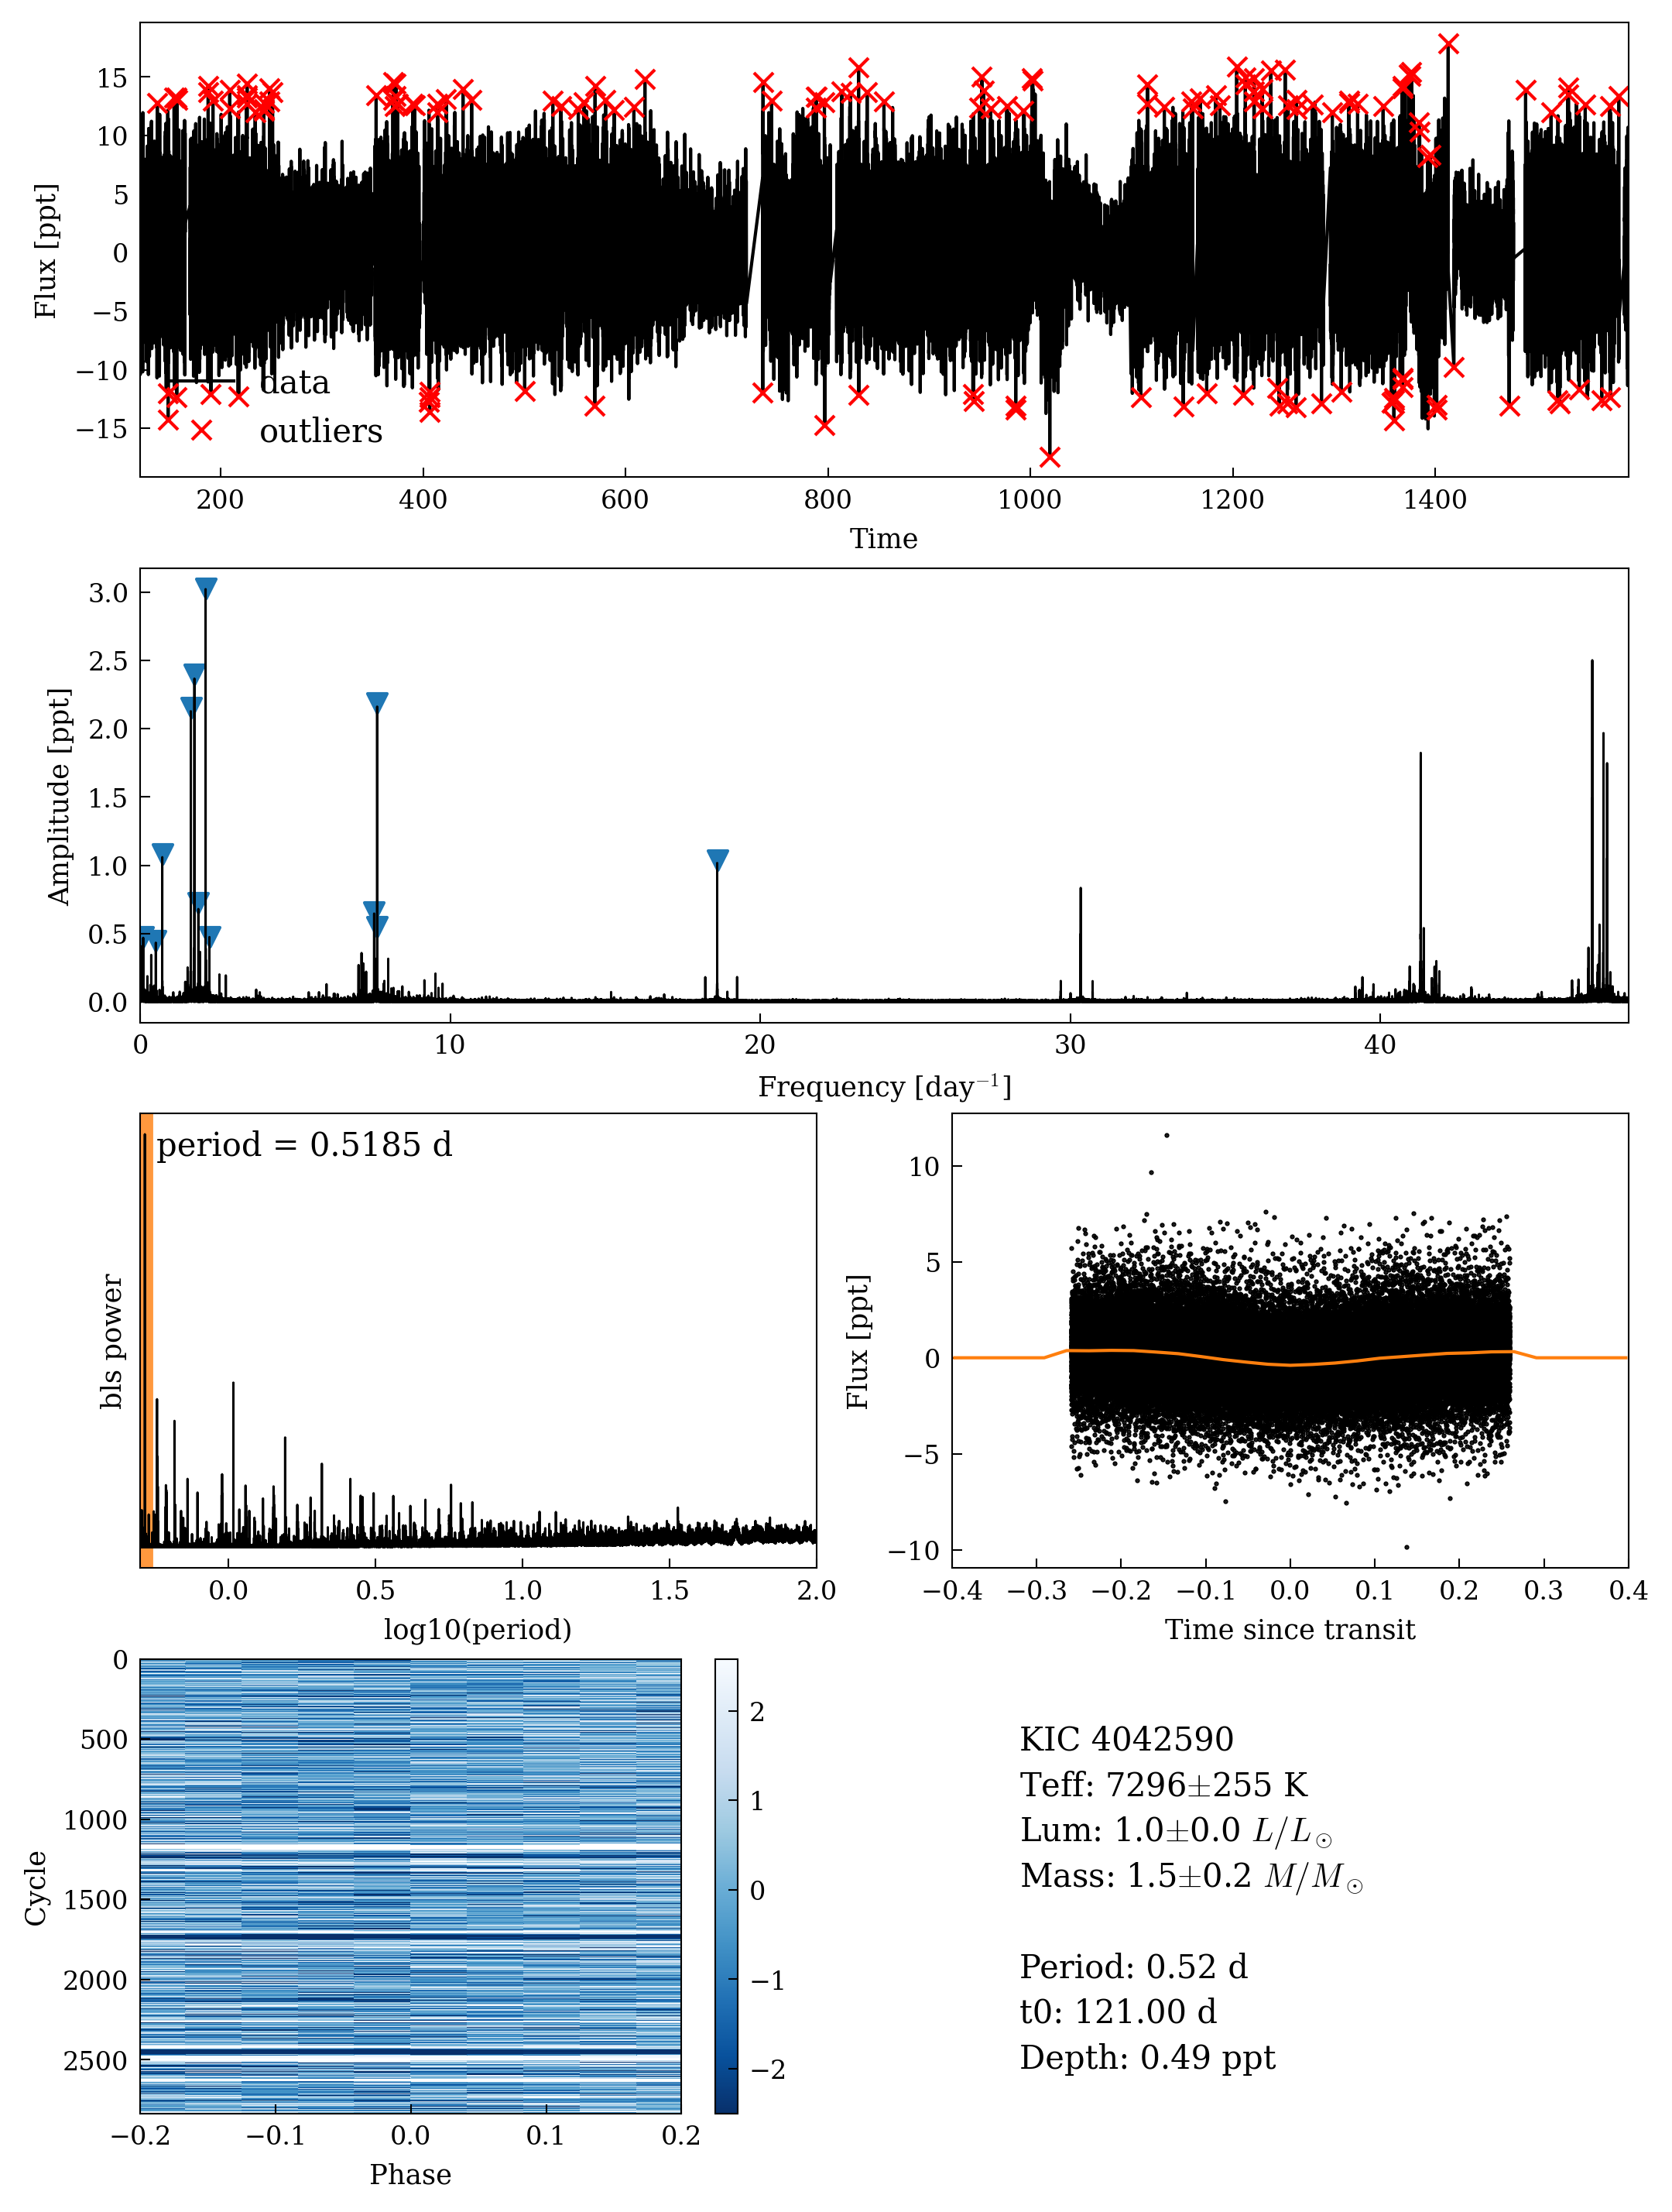 15
10
5
0
−5
−10
−15
Flux [ppt]
data
outliers
200 400 600 800 1000 1200 1400
Time
3.0
2.5
2.0
1.5
1.0
0.5
0.0
Amplitude [ppt]
0 10 20 30 40
Frequency [day⁻¹]
period = 0.5185 d
bls power
0.0 0.5 1.0 1.5 2.0
log10(period)
10
5
0
−5
−10
Flux [ppt]
−0.4 −0.3 −0.2 −0.1 0.0 0.1 0.2 0.3 0.4
Time since transit
0
500
1000
1500
2000
2500
Cycle
−0.2 −0.1 0.0 0.1 0.2
Phase
2
1
0
−1
−2
KIC 4042590
Teff: 7296±255 K
Lum: 1.0±0.0 L/L☉
Mass: 1.5±0.2 M/M☉
Period: 0.52 d
t0: 121.00 d
Depth: 0.49 ppt